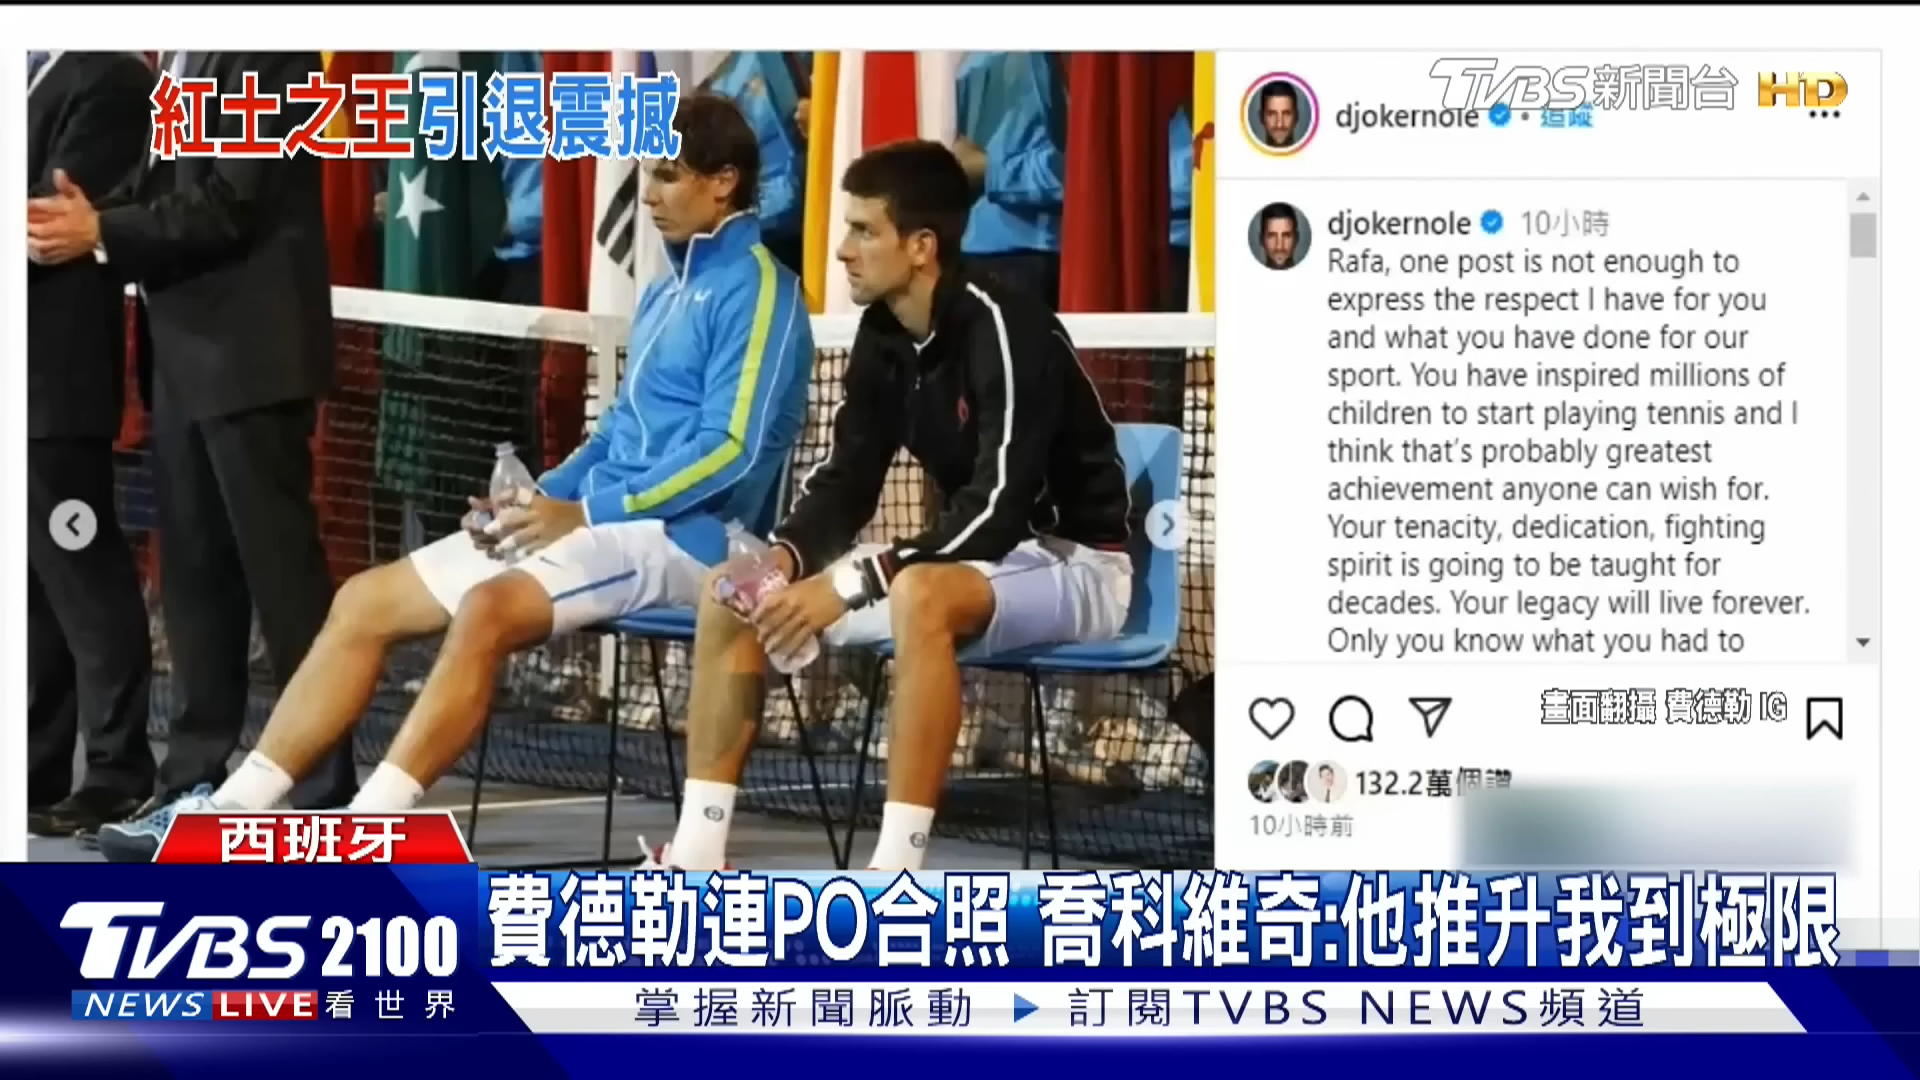 紅土之王引退震撼
TVBS新聞台 HD
djokernole • 追蹤
djokernole 10小時
Rafa, one post is not enough to
express the respect I have for you
and what you have done for our
sport. You have inspired millions of
children to start playing tennis and I
think that's probably greatest
achievement anyone can wish for.
Your tenacity, dedication, fighting
spirit is going to be taught for
decades. Your legacy will live forever.
Only you know what you had to
畫面翻攝 費德勒 IG
132.2萬個讚
10小時前
西班牙
費德勒連PO合照 喬科維奇:他推升我到極限
TVBS 2100
NEWS LIVE 看世界
掌握新聞脈動 ▶ 訂閱TVBS NEWS頻道